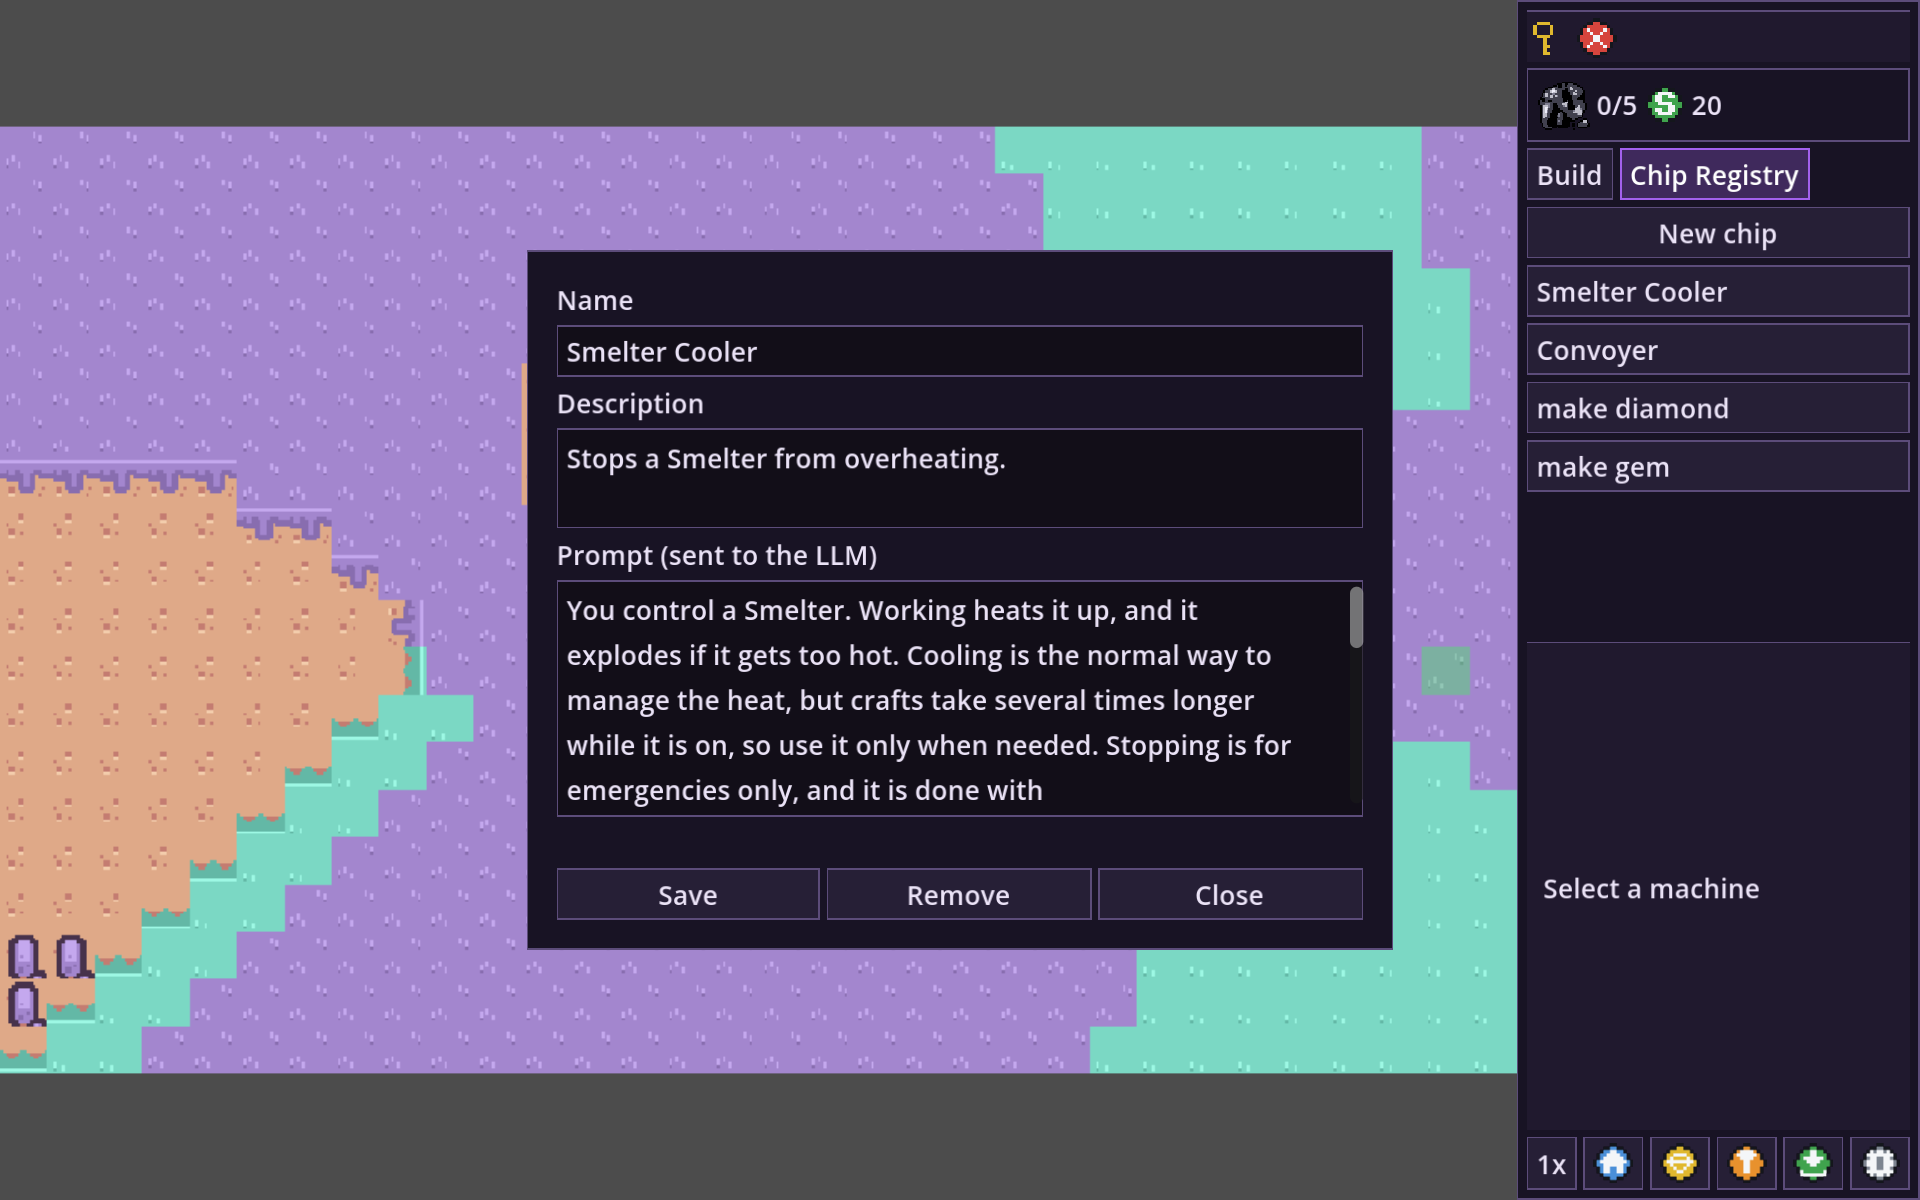 0/5 20
Build Chip Registry
New chip
Smelter Cooler
Convoyer
make diamond
make gem
Name
Smelter Cooler
Description
Stops a Smelter from overheating.
Prompt (sent to the LLM)
You control a Smelter. Working heats it up, and it
explodes if it gets too hot. Cooling is the normal way to
manage the heat, but crafts take several times longer
while it is on, so use it only when needed. Stopping is for
emergencies only, and it is done with
Save Remove Close
Select a machine
1x